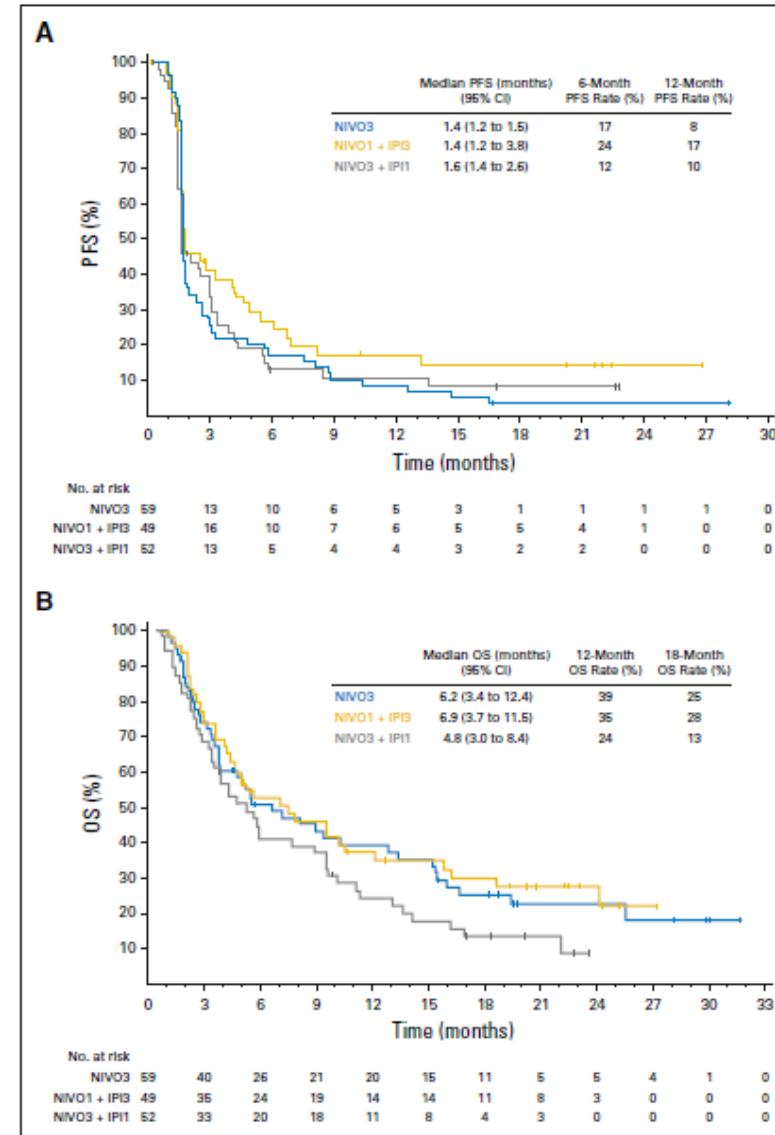 A
Median PFS (months) 6-Month 12-Month
(95% CI) PFS Rate (%) PFS Rate (%)
NIVO3 1.4 (1.2 to 1.5) 17 8
NIVO1 + IPI3 1.4 (1.2 to 3.8) 24 17
NIVO3 + IPI1 1.6 (1.4 to 2.6) 12 10
PFS (%)
100
90
80
70
60
50
40
30
20
10
0 3 6 9 12 15 18 21 24 27 30
Time (months)
No. at risk
NIVO3 59 13 10 6 5 3 1 1 1 1 0
NIVO1 + IPI3 49 16 10 7 6 5 5 4 1 0 0
NIVO3 + IPI1 52 13 5 4 4 3 2 2 0 0 0
B
Median OS (months) 12-Month 18-Month
(95% CI) OS Rate (%) OS Rate (%)
NIVO3 6.2 (3.4 to 12.4) 39 25
NIVO1 + IPI3 6.9 (3.7 to 11.5) 35 28
NIVO3 + IPI1 4.8 (3.0 to 8.4) 24 13
OS (%)
100
90
80
70
60
50
40
30
20
10
0 3 6 9 12 15 18 21 24 27 30 33
Time (months)
No. at risk
NIVO3 59 40 26 21 20 15 11 5 5 4 1 0
NIVO1 + IPI3 49 35 24 19 14 14 11 8 3 0 0 0
NIVO3 + IPI1 52 33 20 18 11 8 4 3 0 0 0 0